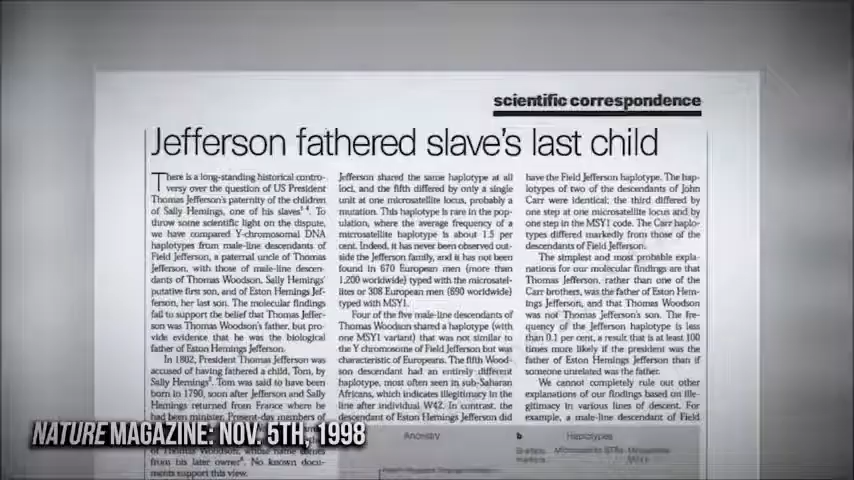 scientific correspondence
Jefferson fathered slave's last child
There is a long-standing historical contro-
versy over the question of US President
Thomas Jefferson's paternity of the children
of Sally Hemings, one of his slaves
To
throw some scientific light on the dispute,
we have compared Y-chromosomal DNA
haplotypes from male-line descendants of
Field Jefferson, a paternal uncle of Thomas
Jefferson, with those of male-line descen-
dants of Thomas Woodson, Sally Hemings'
putative first son, and of Eston Hemings Jef-
ferson, her last son. The molecular findings
fail to support the belief that Thomas Jeffer-
son was Thomas Woodson's father, but pro-
vide evidence that he was the biological
father of Eston Hemings Jefferson.
In 1802, President Thomas Jefferson was
accused of having fathered a child, Tom, by
Sally Hemings. Tom was said to have been
born in 1790, soon after Jefferson and Sally
Hemings returned from France where he
had been minister. Present-day members of
of Thomas Woodson, whose name comes
from his later owner. No known docu-
ments support this view.
Jefferson shared the same haplotype at all
loci, and the fifth differed by only a single
unit at one microsatellite locus, probably a
mutation. This haplotype is rare in the pop-
ulation, where the average frequency of a
microsatellite haplotype is about 1.5 per
cent. Indeed, it has never been observed out-
side the Jefferson family, and it has not been
found in 670 European men (more than
1,200 worldwide) typed with the microsatel-
lites or 308 European men (690 worldwide)
typed with MSY1.
Four of the five male-line descendants of
Thomas Woodson shared a haplotype (with
one MSY1 variant) that was not similar to
the Y chromosome of Field Jefferson but was
characteristic of Europeans. The fifth Wood-
son descendant had an entirely different
haplotype, most often seen in sub-Saharan
Africans, which indicates illegitimacy in the
line after individual W42. In contrast, the
descendant of Eston Hemings Jefferson did
have the Field Jefferson haplotype. The hap-
lotypes of two of the descendants of John
Carr were identical; the third differed by
one step at one microsatellite locus and by
one step in the MSY1 code. The Carr haplo-
types differed markedly from those of the
descendants of Field Jefferson.
The simplest and most probable expla-
nations for our molecular findings are that
Thomas Jefferson, rather than one of the
Carr brothers, was the father of Eston Hem-
ings Jefferson, and that Thomas Woodson
was not Thomas Jefferson's son. The fre-
quency of the Jefferson haplotype is less
than 0.1 per cent, a result that is at least 100
times more likely if the president was the
father of Eston Hemings Jefferson than if
someone unrelated was the father.
We cannot completely rule out other
explanations of our findings based on ille-
gitimacy in various lines of descent. For
example, a male-line descendant of Field
Ancestry
b
Haplotypes
NATURE MAGAZINE: NOV. 5TH, 1998